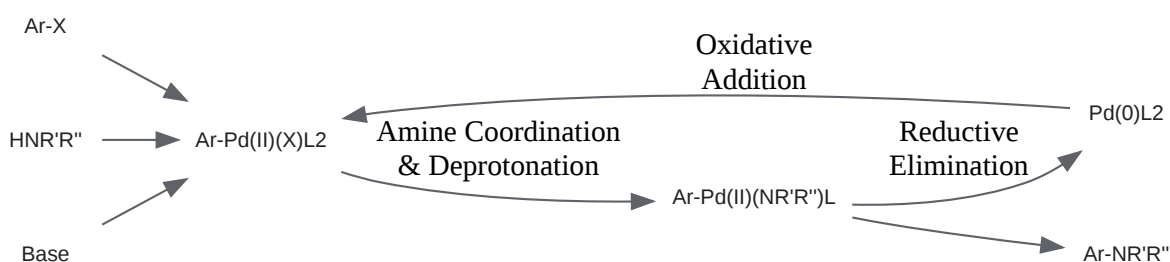 Ar-X
Oxidative
Addition
Pd(0)L2
HNR'R"
Ar-Pd(II)(X)L2
Amine Coordination
& Deprotonation
Reductive
Elimination
Ar-Pd(II)(NR'R")L
Base
Ar-NR'R"